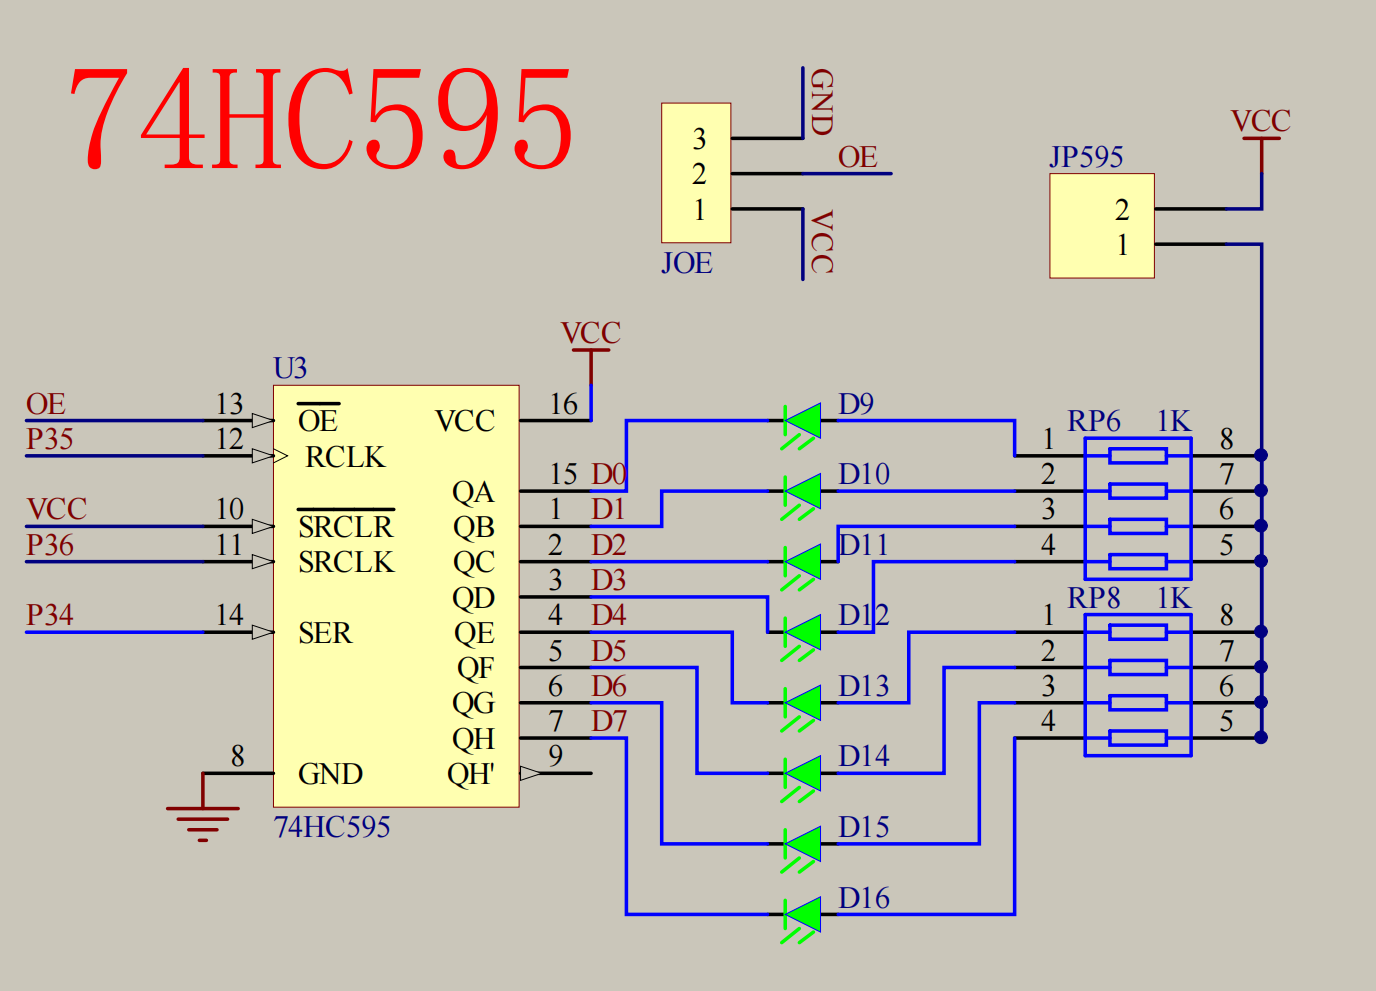 74HC595
GND
3
2
1
OE
VCC
JOE
VCC
JP595
2
1
VCC
U3
OE 13 OE VCC 16
P35 12 RCLK
QA 15 D0
VCC 10 SRCLR QB 1 D1
P36 11 SRCLK QC 2 D2
QD 3 D3
P34 14 SER QE 4 D4
QF 5 D5
QG 6 D6
QH 7 D7
8 GND QH' 9
74HC595
D9
D10
D11
D12
D13
D14
D15
D16
RP6 1K
1 8
2 7
3 6
4 5
RP8 1K
1 8
2 7
3 6
4 5